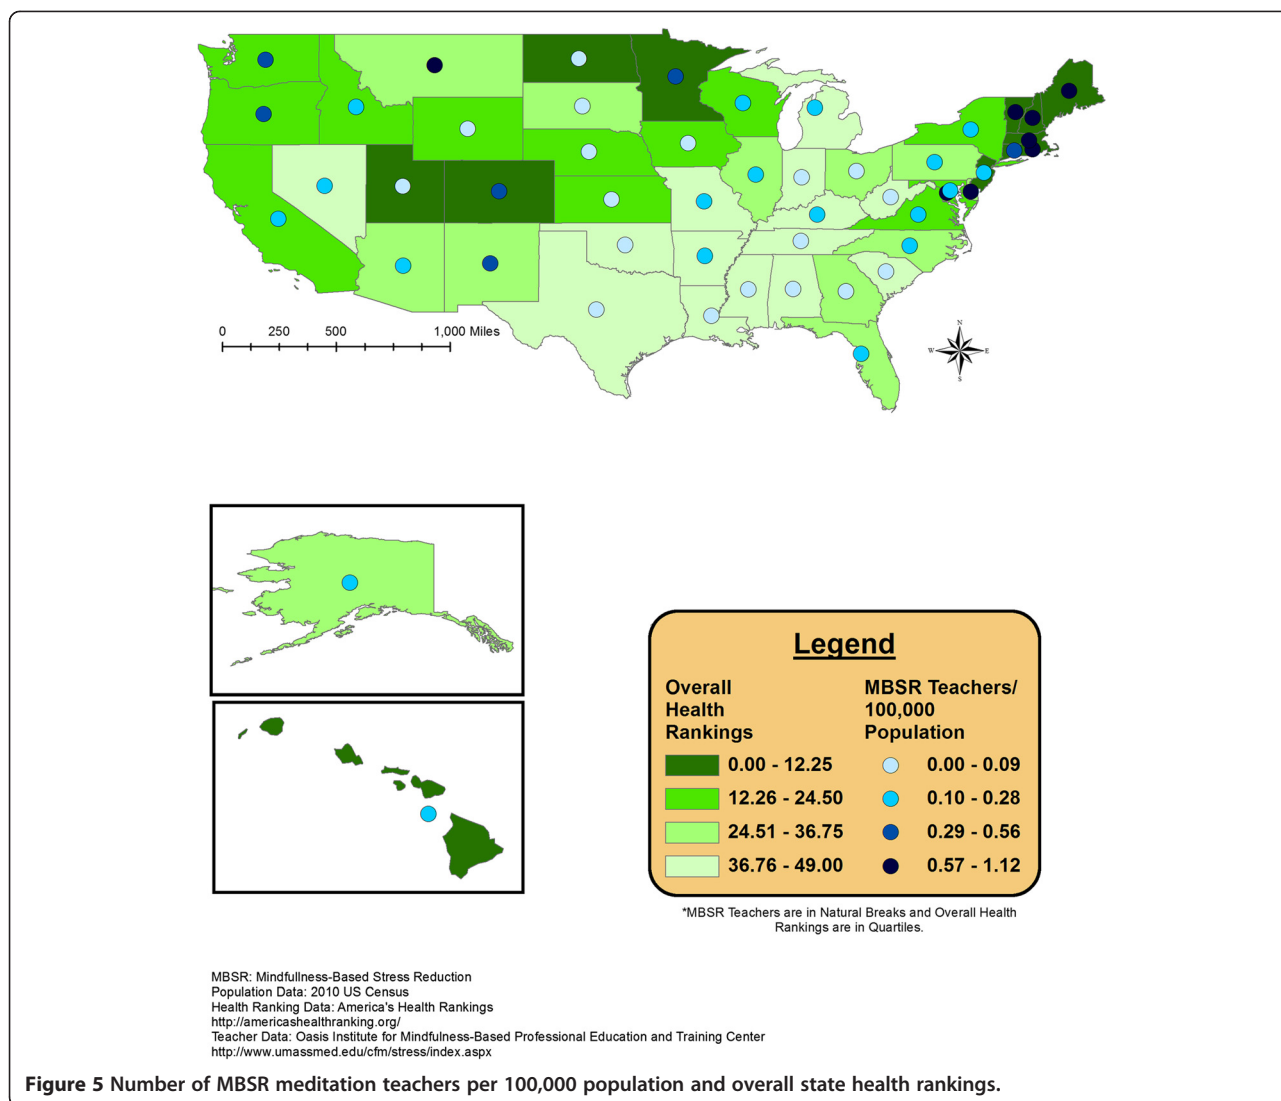 0 250 500 1,000 Miles
N
W E
S
Legend
Overall
Health
Rankings
MBSR Teachers/
100,000
Population
0.00 - 12.25 0.00 - 0.09
12.26 - 24.50 0.10 - 0.28
24.51 - 36.75 0.29 - 0.56
36.76 - 49.00 0.57 - 1.12
*MBSR Teachers are in Natural Breaks and Overall Health
Rankings are in Quartiles.
MBSR: Mindfullness-Based Stress Reduction
Population Data: 2010 US Census
Health Ranking Data: America's Health Rankings
http://americashealthranking.org/
Teacher Data: Oasis Institute for Mindfulness-Based Professional Education and Training Center
http://www.umassmed.edu/cfm/stress/index.aspx
Figure 5 Number of MBSR meditation teachers per 100,000 population and overall state health rankings.